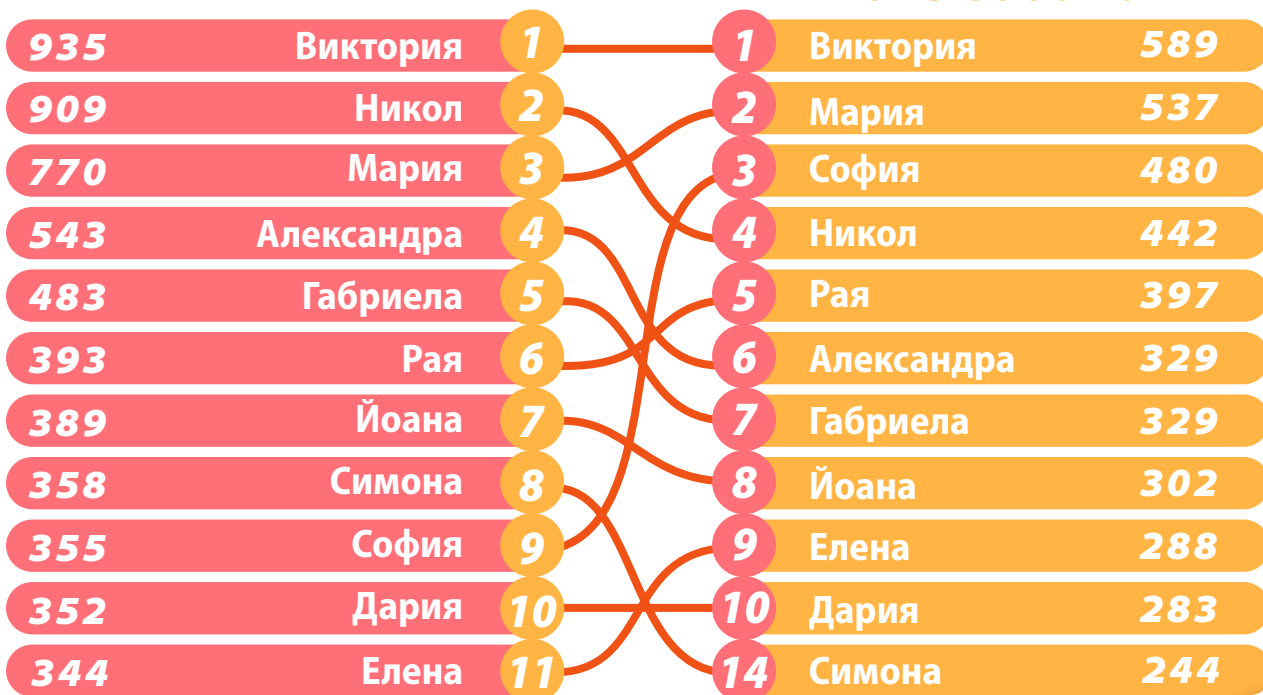 935 Виктория 1 1 Виктория 589
909 Никол 2 2 Мария 537
770 Мария 3 3 София 480
543 Александра 4 4 Никол 442
483 Габриела 5 5 Рая 397
393 Рая 6 6 Александра 329
389 Йоана 7 7 Габриела 329
358 Симона 8 8 Йоана 302
355 София 9 9 Елена 288
352 Дария 10 10 Дария 283
344 Елена 11 14 Симона 244